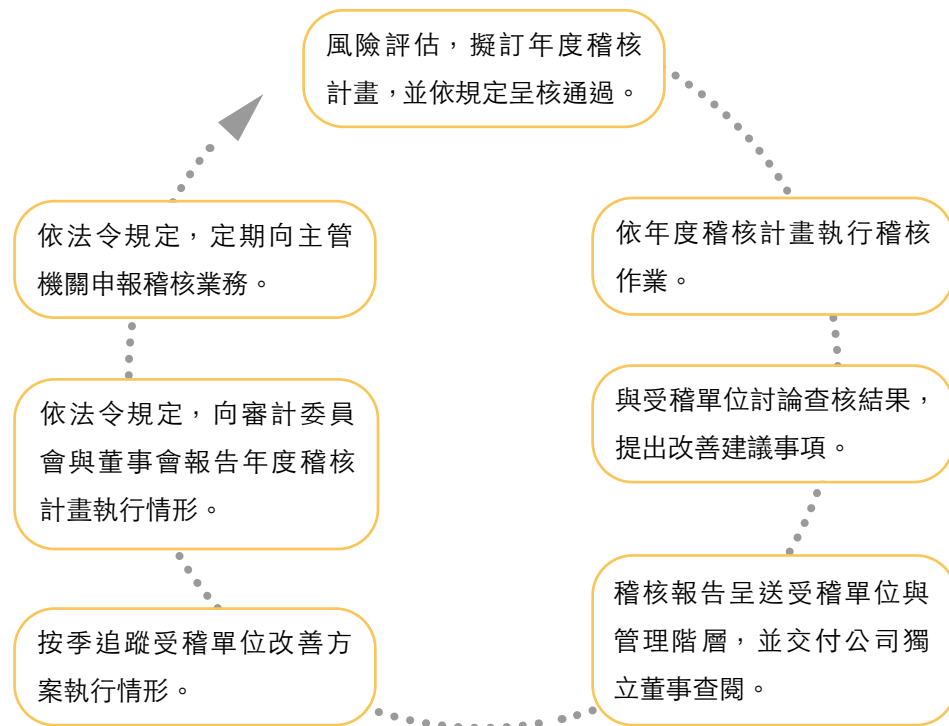 風險評估，擬訂年度稽核
計畫，並依規定呈核通過。
依年度稽核計畫執行稽核
作業。
與受稽單位討論查核結果，
提出改善建議事項。
稽核報告呈送受稽單位與
管理階層，並交付公司獨
立董事查閱。
按季追蹤受稽單位改善方
案執行情形。
依法令規定，向審計委員
會與董事會報告年度稽核
計畫執行情形。
依法令規定，定期向主管
機關申報稽核業務。